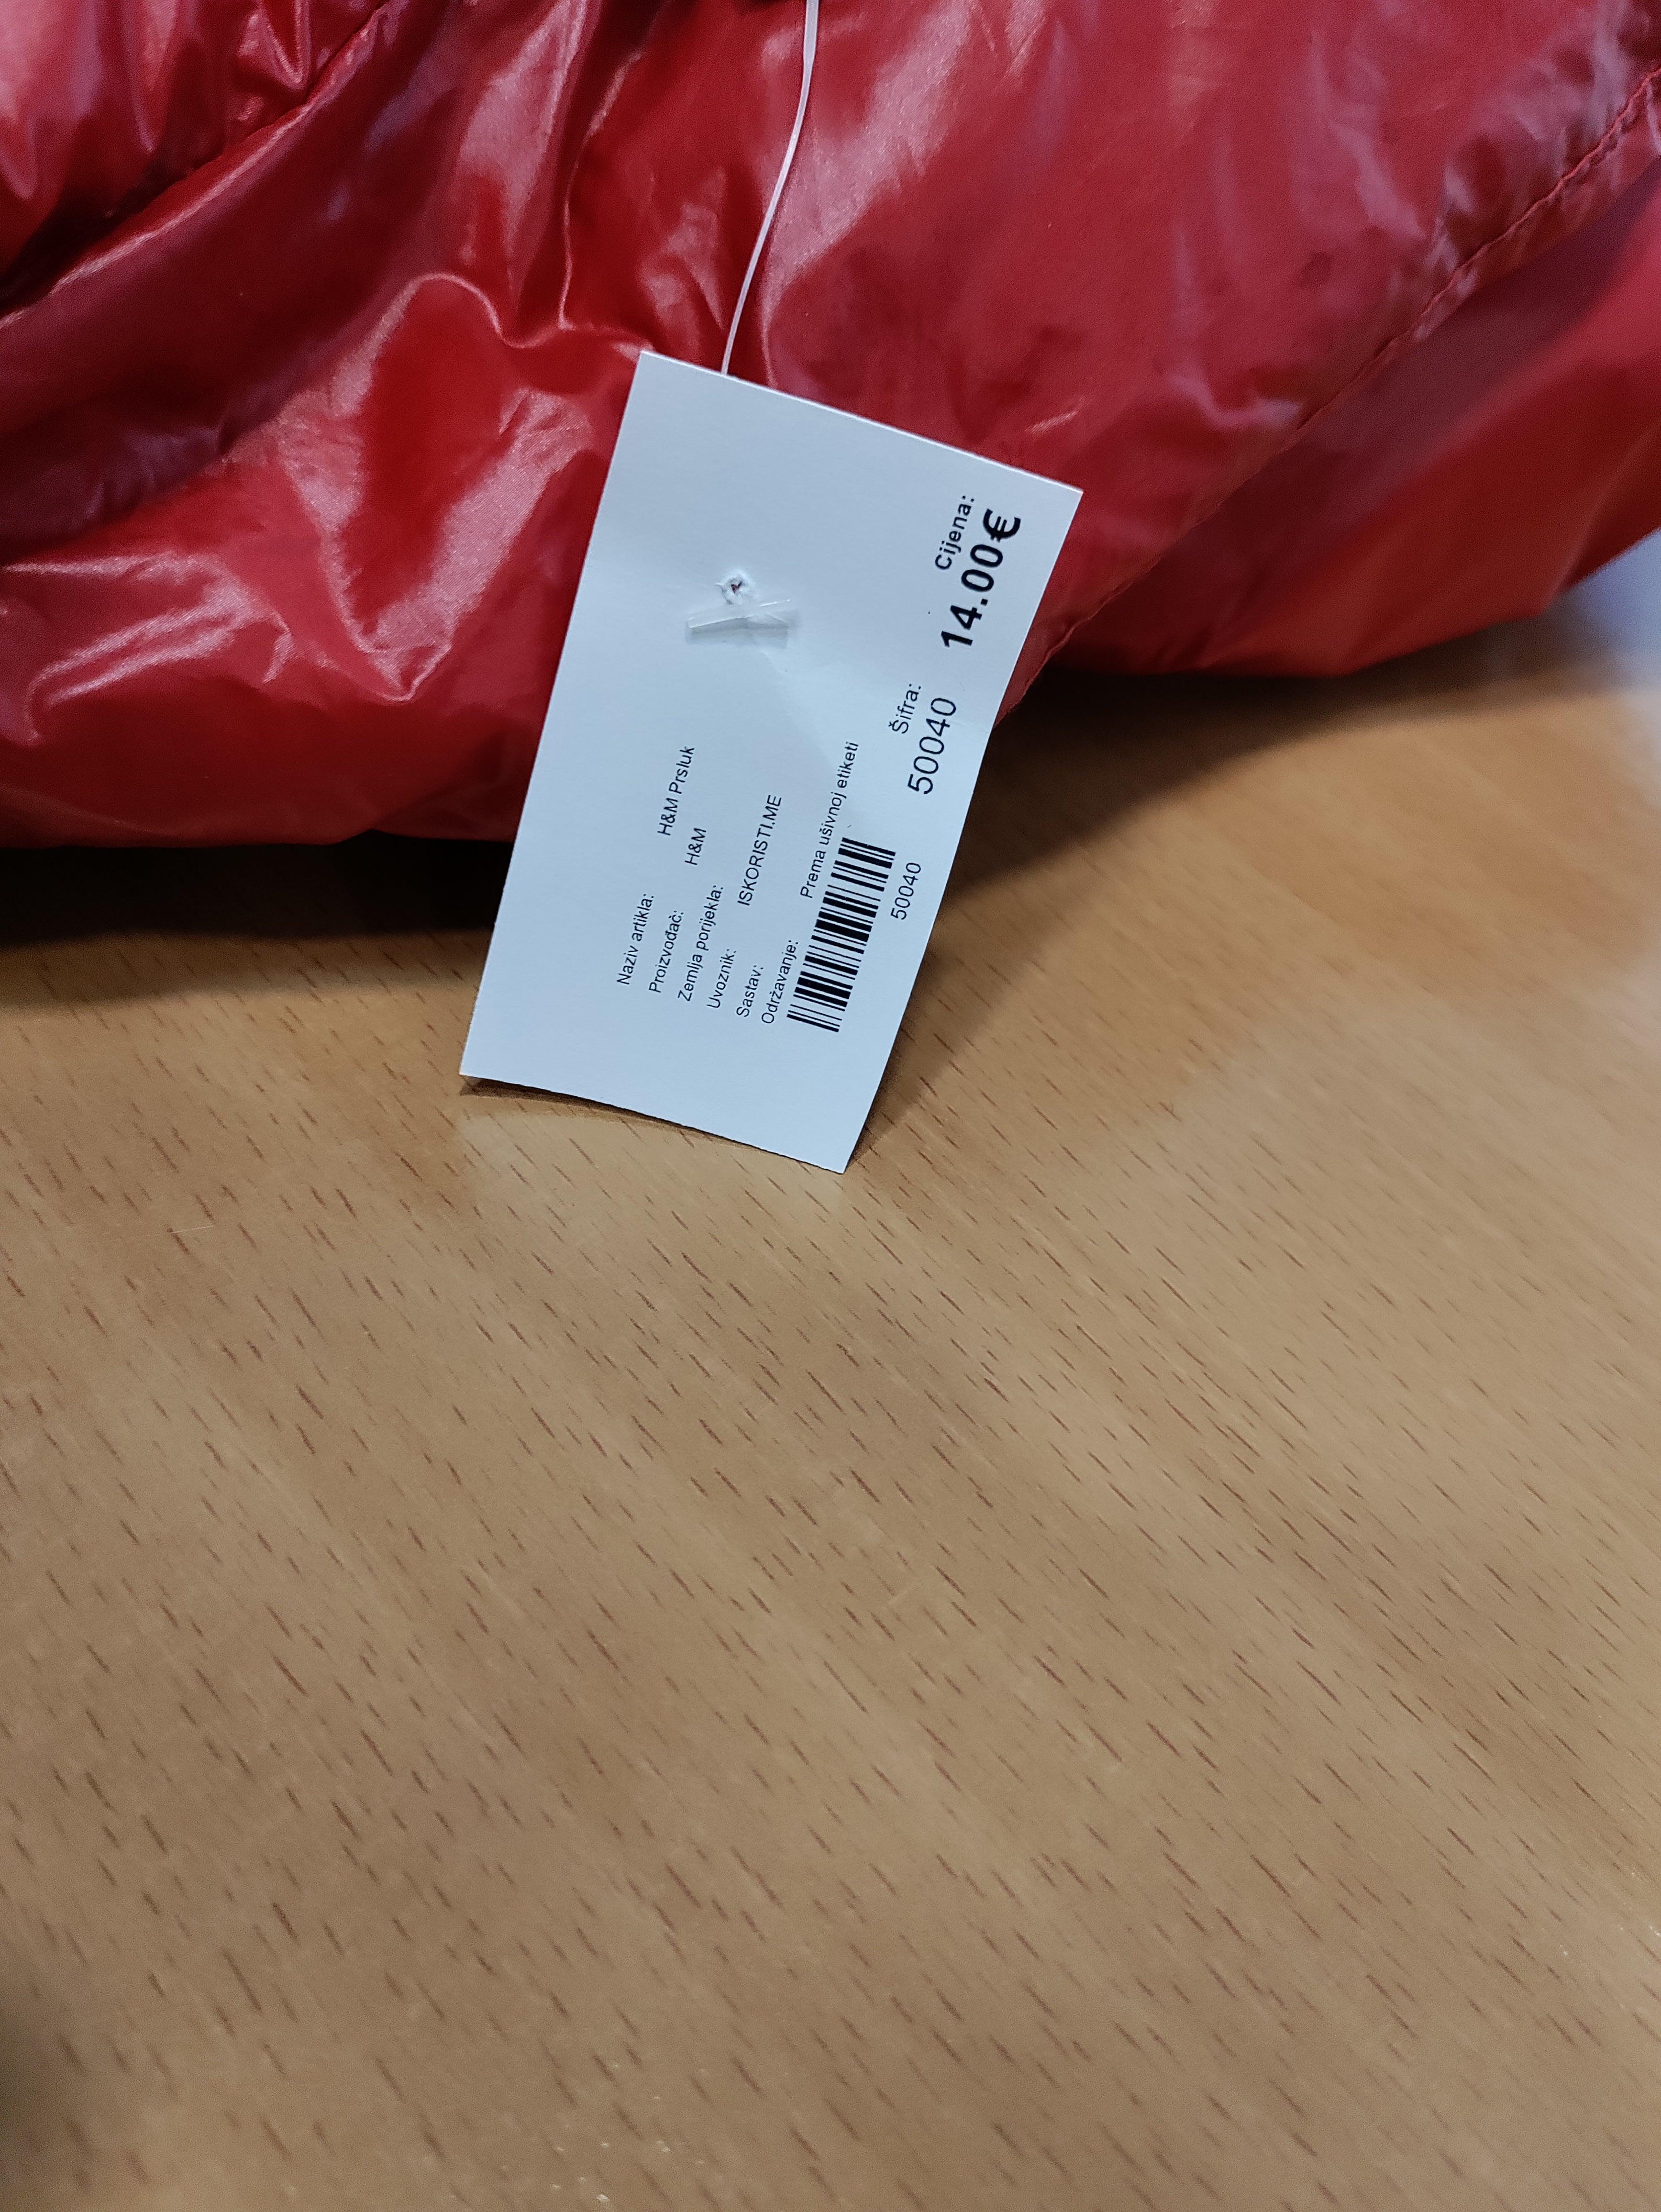 Naziv artikla: H&M Prsluk
Proizvođač: H&M
Zemlja porijekla:
Uvoznik: ISKORISTI.ME
Sastav:
Održavanje: Prema ušivnoj etiketi
50040
Šifra:
50040
Cijena:
14.00€